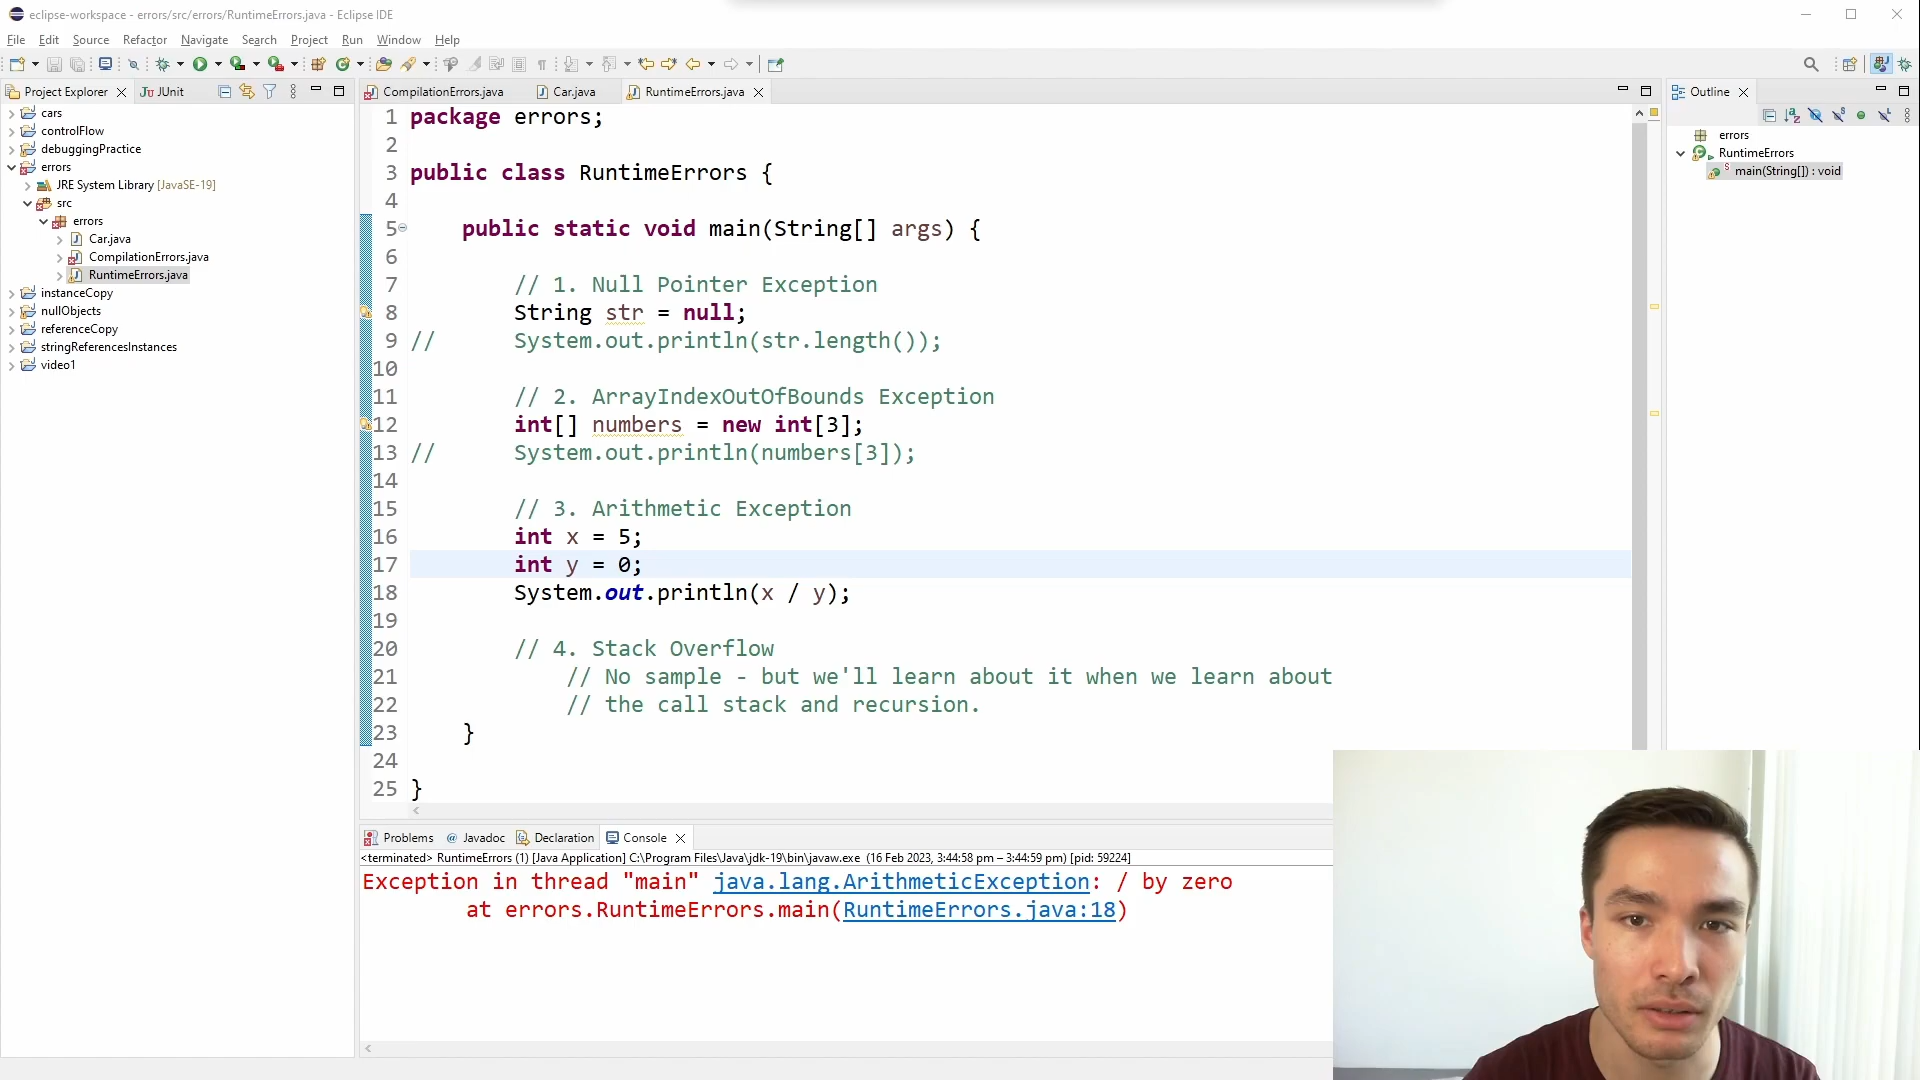 eclipse-workspace - errors/src/errors/RuntimeErrors.java - Eclipse IDE
File Edit Source Refactor Navigate Search Project Run Window Help
Project Explorer JUnit
cars
controlFlow
debuggingPractice
errors
JRE System Library [JavaSE-19]
src
errors
Car.java
CompilationErrors.java
RuntimeErrors.java
instanceCopy
nullObjects
referenceCopy
stringReferencesInstances
video1
CompilationErrors.java Car.java RuntimeErrors.java
1 package errors;
2
3 public class RuntimeErrors {
4
5 public static void main(String[] args) {
6
7 // 1. Null Pointer Exception
8 String str = null;
9 // System.out.println(str.length());
10
11 // 2. ArrayIndexOutOfBounds Exception
12 int[] numbers = new int[3];
13 // System.out.println(numbers[3]);
14
15 // 3. Arithmetic Exception
16 int x = 5;
17 int y = 0;
18 System.out.println(x / y);
19
20 // 4. Stack Overflow
21 // No sample - but we'll learn about it when we learn about
22 // the call stack and recursion.
23 }
24
25 }
Outline
errors
RuntimeErrors
main(String[]) : void
Problems @ Javadoc Declaration Console
<terminated> RuntimeErrors (1) [Java Application] C:\Program Files\Java\jdk-19\bin\javaw.exe (16 Feb 2023, 3:44:58 pm – 3:44:59 pm) [pid: 59224]
Exception in thread "main" java.lang.ArithmeticException: / by zero
at errors.RuntimeErrors.main(RuntimeErrors.java:18)